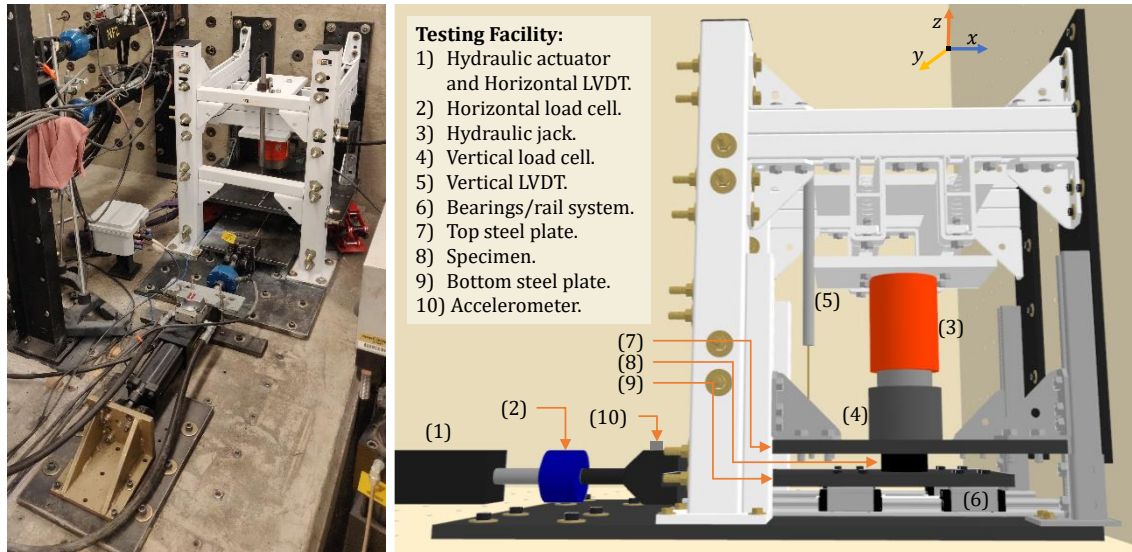 Testing Facility:
1) Hydraulic actuator
and Horizontal LVDT.
2) Horizontal load cell.
3) Hydraulic jack.
4) Vertical load cell.
5) Vertical LVDT.
6) Bearings/rail system.
7) Top steel plate.
8) Specimen.
9) Bottom steel plate.
10) Accelerometer.
z
x
y
(5)
(3)
(7)
(8)
(9)
(4)
(2)
(10)
(1)
(6)